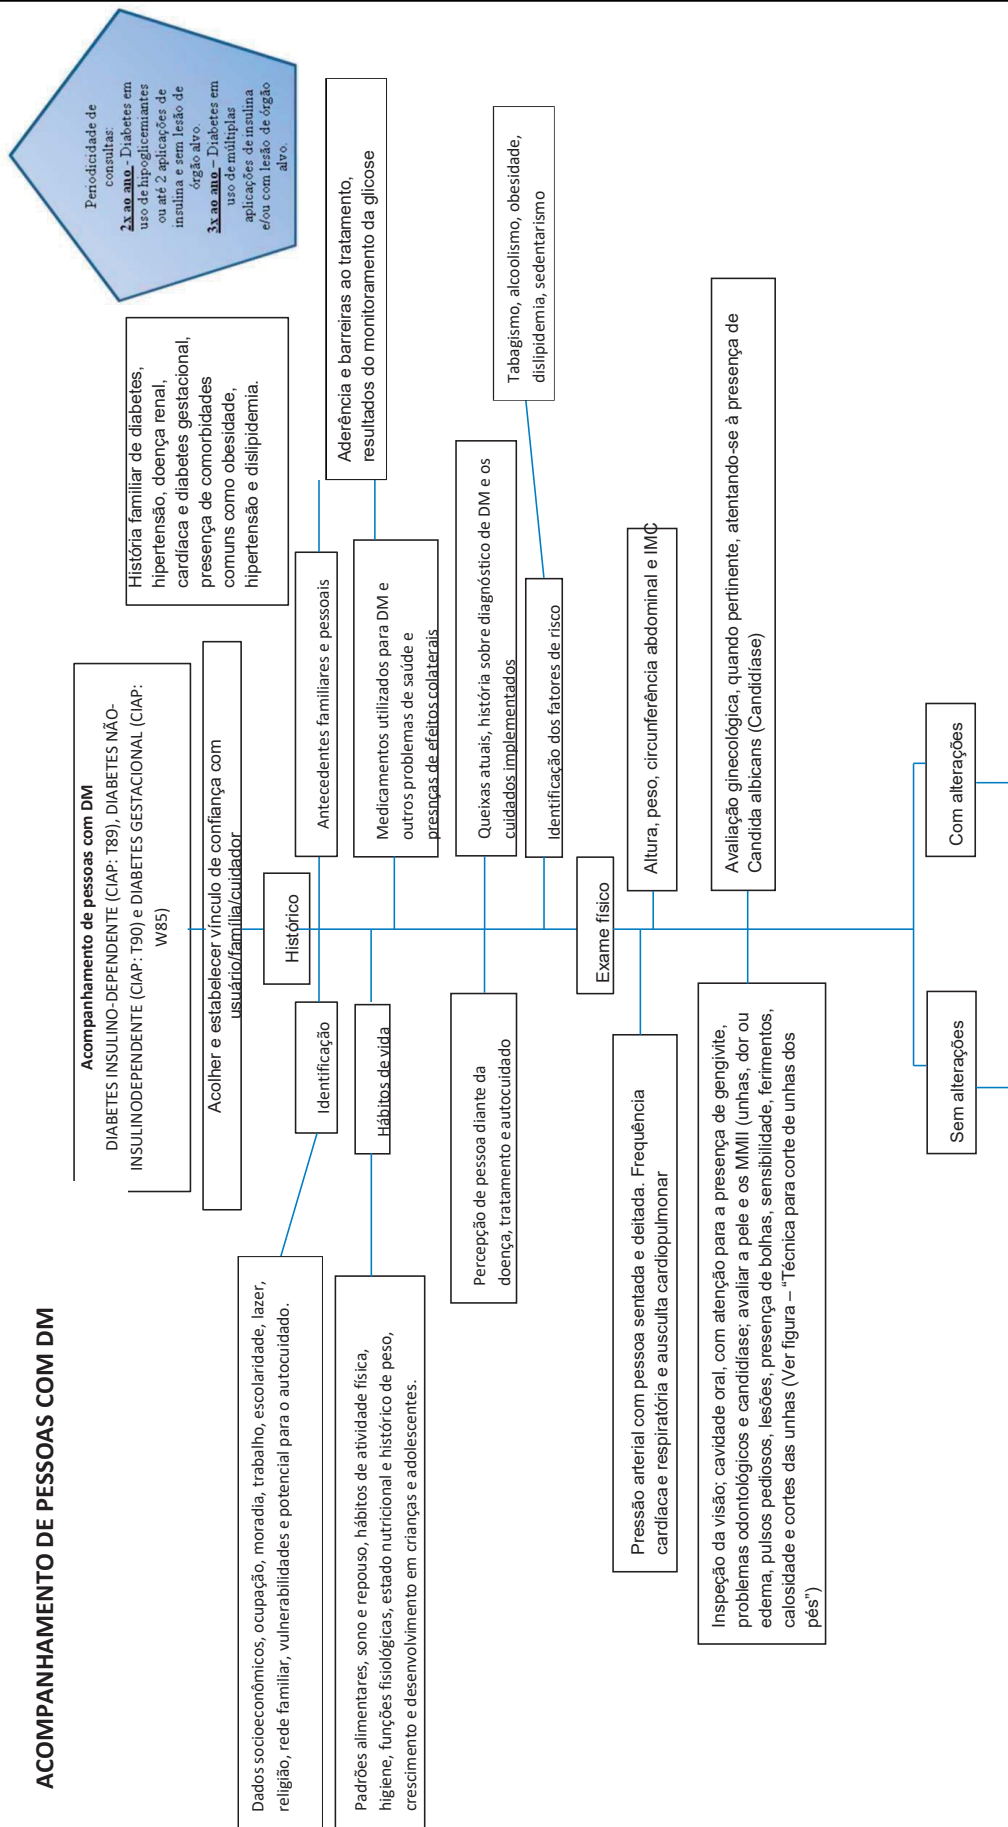 ACOMPANHAMENTO DE PESSOAS COM DM
Acompanhamento de pessoas com DM
DIABETES INSULINO-DEPENDENTE (CIAP: T89), DIABETES NÃO-
INSULINODEPENDENTE (CIAP: T90) e DIABETES GESTACIONAL (CIAP:
W85)
Periodicidade de
consultas:
2x ao ano - Diabetes em
uso de hipoglicemiantes
ou até 2 aplicações de
insulina e sem lesão de
órgão alvo.
3x ao ano – Diabetes em
uso de múltiplas
aplicações de insulina
e/ou com lesão de órgão
alvo.
Acolher e estabelecer vínculo de confiança com
usuário/família/cuidador
História familiar de diabetes,
hipertensão, doença renal,
cardíaca e diabetes gestacional,
presença de comorbidades
comuns como obesidade,
hipertensão e dislipidemia.
Histórico
Dados socioeconômicos, ocupação, moradia, trabalho, escolaridade, lazer,
religião, rede familiar, vulnerabilidades e potencial para o autocuidado.
Identificação
Antecedentes familiares e pessoais
Aderência e barreiras ao tratamento,
resultados do monitoramento da glicose
Padrões alimentares, sono e repouso, hábitos de atividade física,
higiene, funções fisiológicas, estado nutricional e histórico de peso,
crescimento e desenvolvimento em crianças e adolescentes.
Hábitos de vida
Medicamentos utilizados para DM e
outros problemas de saúde e
presnças de efeitos colaterais
Percepção de pessoa diante da
doença, tratamento e autocuidado
Queixas atuais, história sobre diagnóstico de DM e os
cuidados implementados
Identificação dos fatores de risco
Tabagismo, alcoolismo, obesidade,
dislipidemia, sedentarismo
Exame físico
Pressão arterial com pessoa sentada e deitada. Frequência
cardíaca e respiratória e ausculta cardiopulmonar
Altura, peso, circunferência abdominal e IMC
Inspeção da visão; cavidade oral, com atenção para a presença de gengivite,
problemas odontológicos e candidíase; avaliar a pele e os MMII (unhas, dor ou
edema, pulsos pediosos, lesões, presença de bolhas, sensibilidade, ferimentos,
calosidade e cortes das unhas (Ver figura – “Técnica para corte de unhas dos
pés”)
Avaliação ginecológica, quando pertinente, atentando-se à presença de
Candida albicans (Candidíase)
Sem alterações
Com alterações